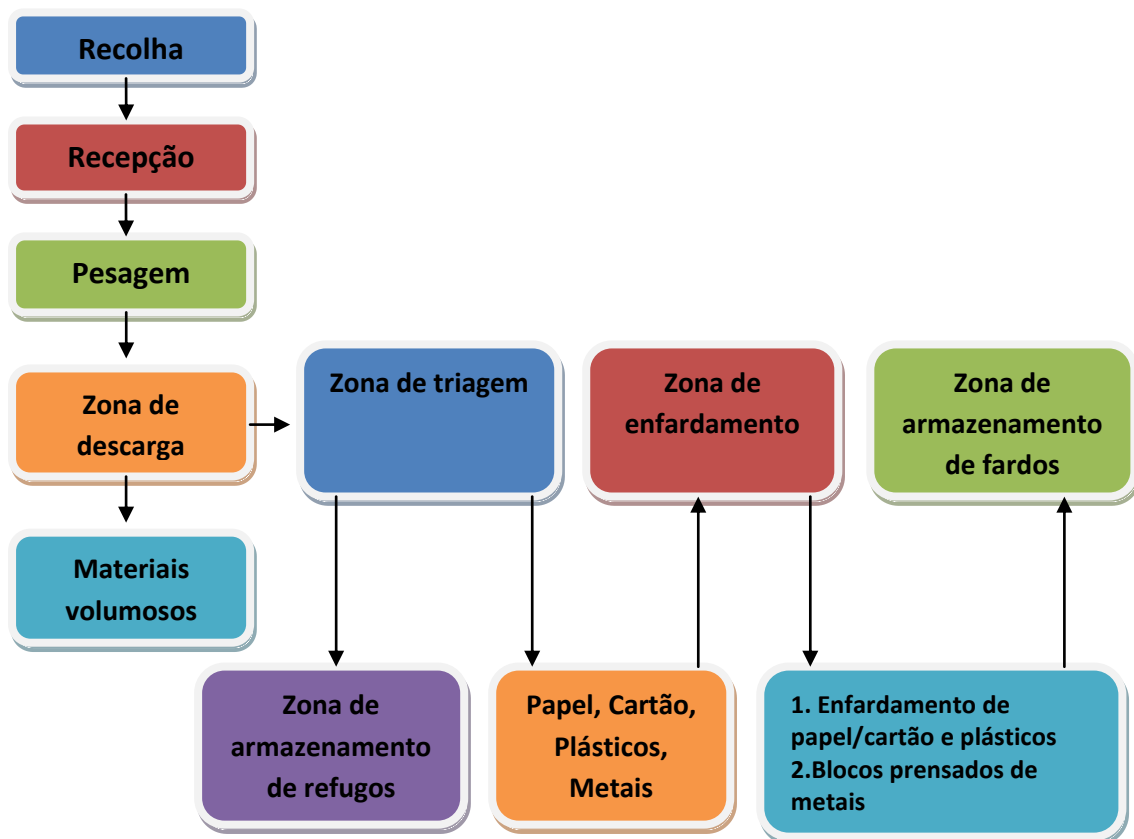 Recolha
Recepção
Pesagem
Zona de
descarga
Materiais
volumosos
Zona de triagem
Zona de
enfardamento
Zona de
armazenamento
de fardos
Zona de
armazenamento
de refugos
Papel, Cartão,
Plásticos,
Metais
1. Enfardamento de
papel/cartão e plásticos
2.Blocos prensados de
metais